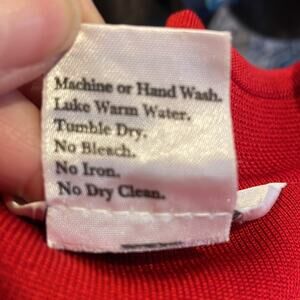 Machine or Hand Wash.
Luke Warm Water.
Tumble Dry.
No Bleach.
No Iron.
No Dry Clean.